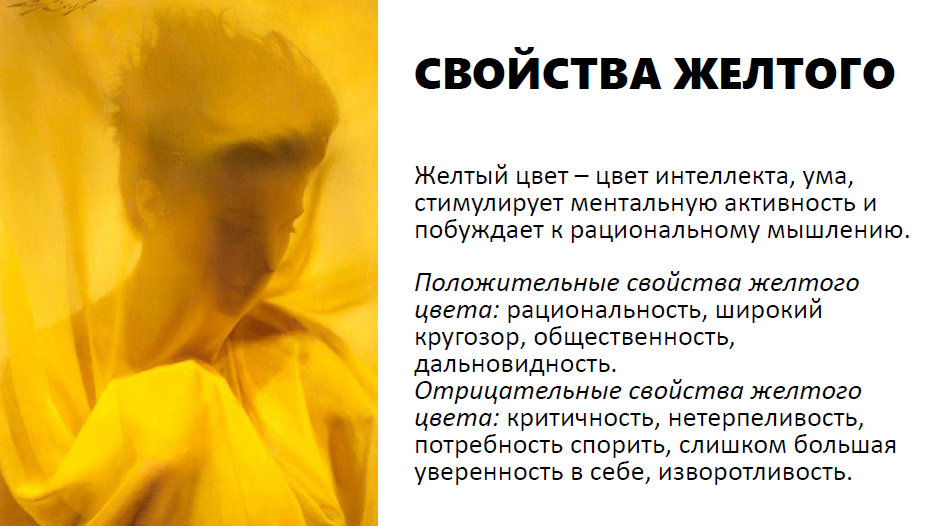 СВОЙСТВА ЖЕЛТОГО
Желтый цвет – цвет интеллекта, ума,
стимулирует ментальную активность и
побуждает к рациональному мышлению.
Положительные свойства желтого
цвета: рациональность, широкий
кругозор, общественность,
дальновидность.
Отрицательные свойства желтого
цвета: критичность, нетерпеливость,
потребность спорить, слишком большая
уверенность в себе, изворотливость.